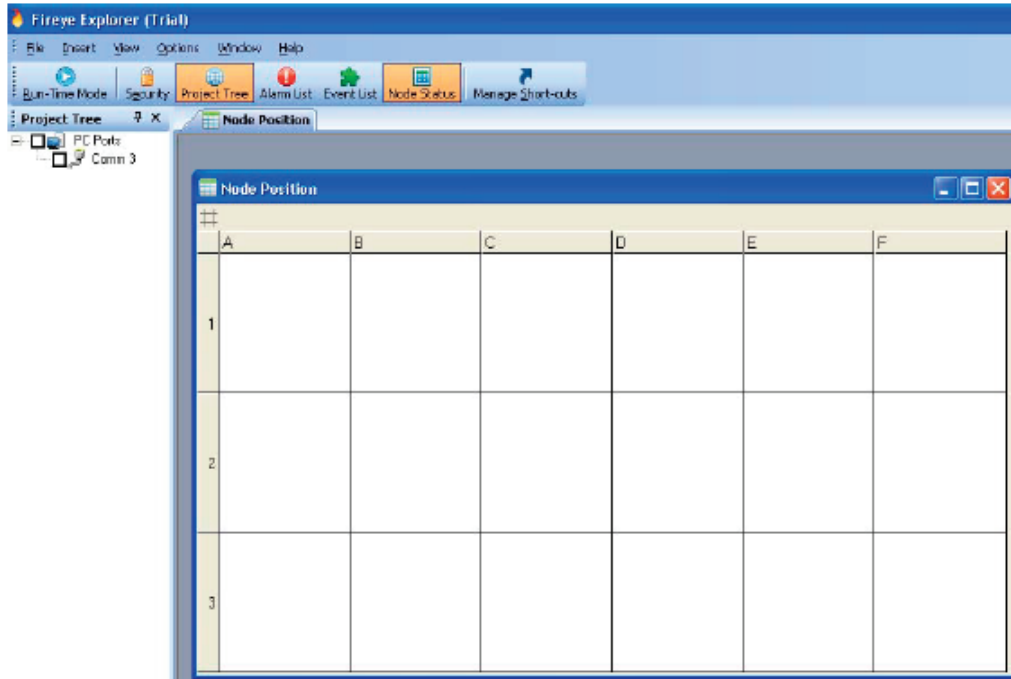 Fireye Explorer (Trial)
File Insert View Options Window Help
Run-Time Mode Security Project Tree Alarm List Event List Node Status Manage Short-cuts
Project Tree Node Position
PC Ports
Comm 3
Node Position
A B C D E F
1
2
3